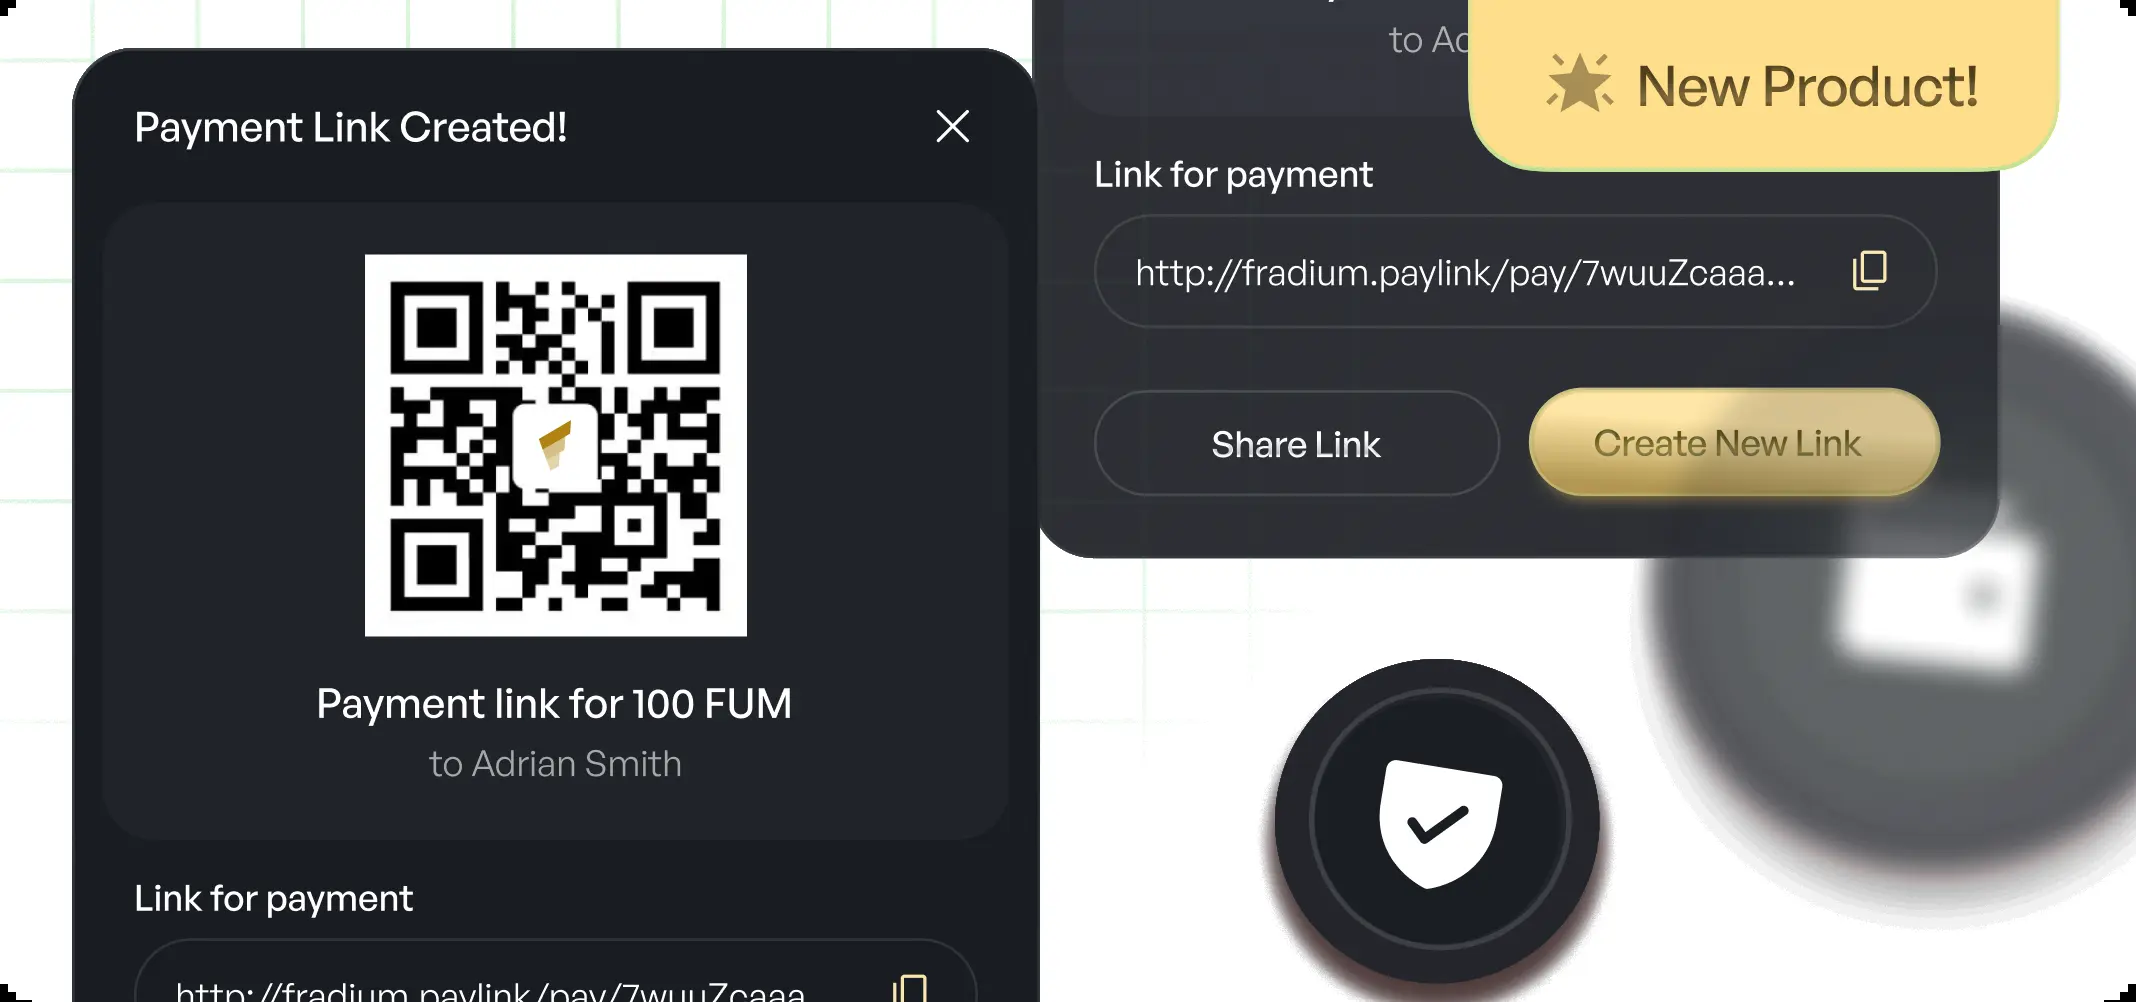 Payment Link Created!
Payment link for 100 FUM
to Adrian Smith
Link for payment
http://fradium.paylink/pay/7wuuZcaaa
to Ad
New Product!
Link for payment
http://fradium.paylink/pay/7wuuZcaaa...
Share Link
Create New Link